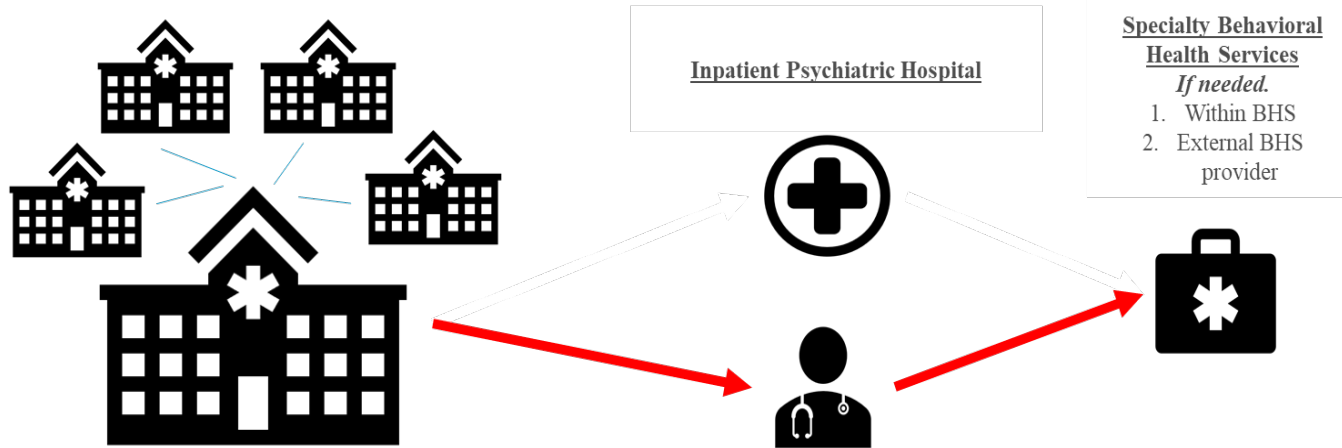 Inpatient Psychiatric Hospital
Specialty Behavioral
Health Services
If needed.
1. Within BHS
2. External BHS
provider